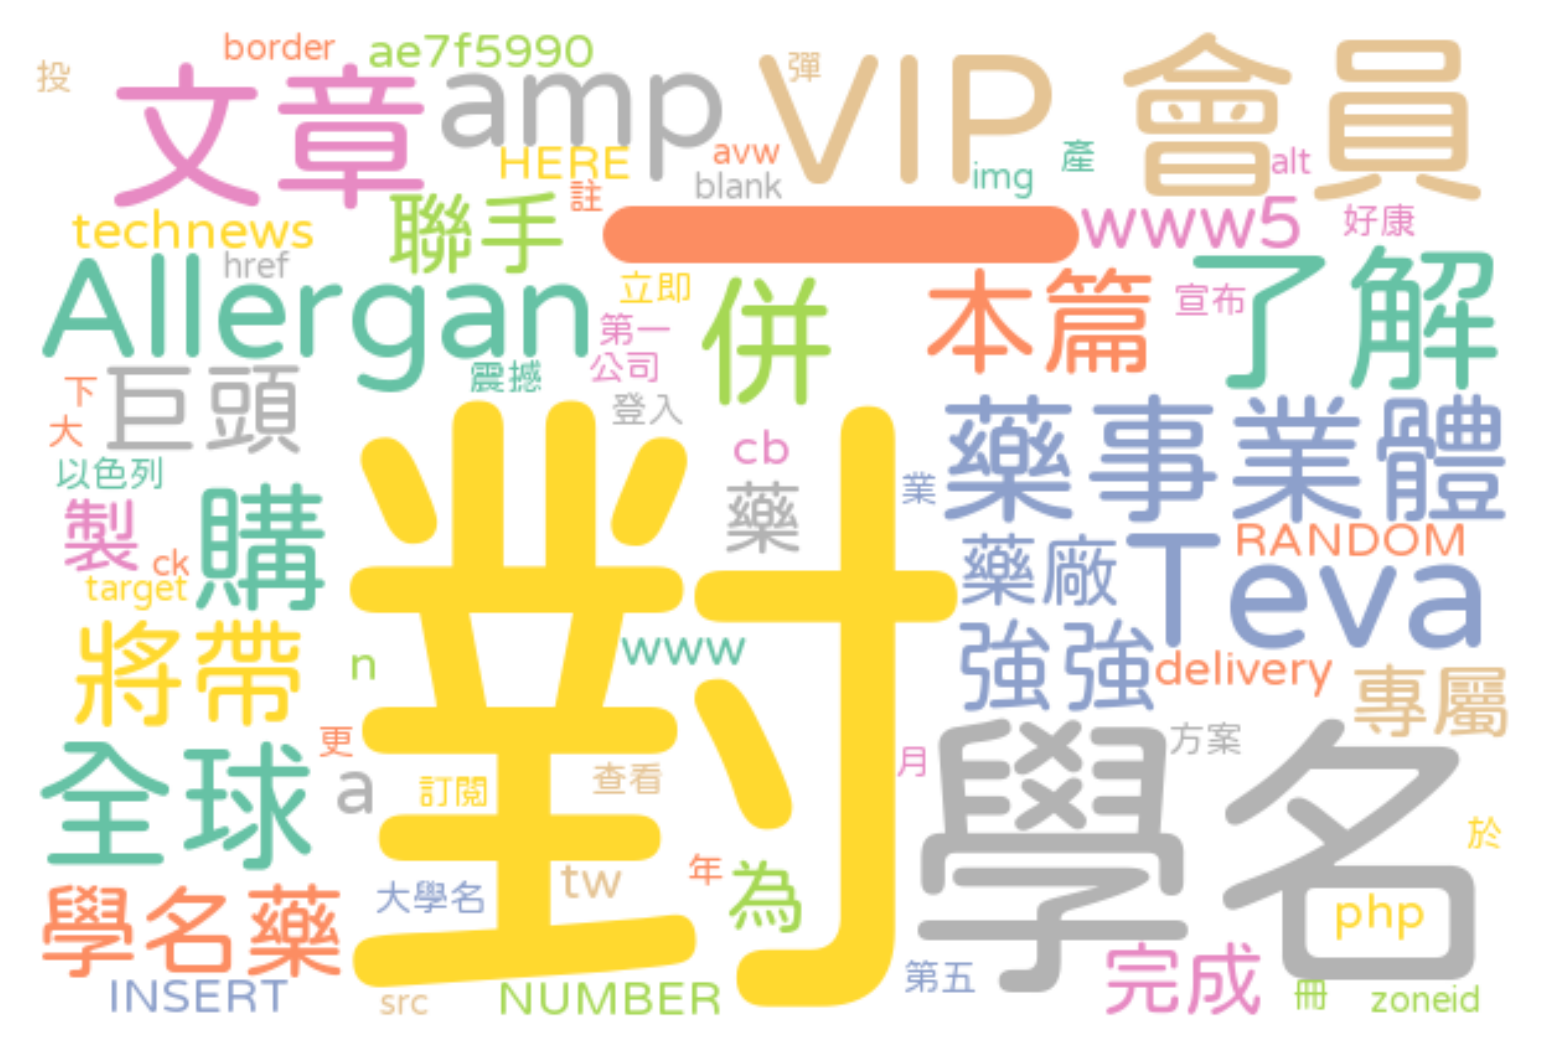 border ae7f5990
投 文章 amp VIP 彈 會員
HERE avw 產
註 blank img alt
technews 聯手 一 www5 好康
href
Allergan 立即 併 本篇 宣布 了解
第一
下 巨頭 震撼 公司
大 登入
以色列 cb 藥事業體
製 購 對 藥 業
ck RANDOM
target 藥廠 Teva
將帶 n www 強強 delivery 專屬
更 月 學名 方案
全球 a 訂閱 查看 於
學名藥 大學名 tw 年 為 php
INSERT src NUMBER 第五 完成 冊 zoneid